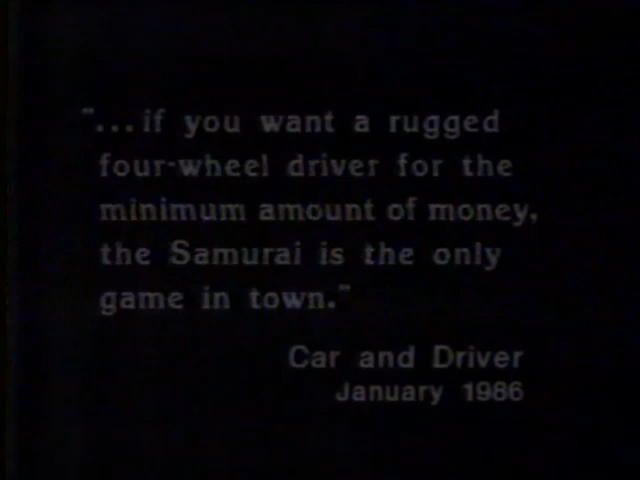 "...if you want a rugged
four-wheel driver for the
minimum amount of money,
the Samurai is the only
game in town."
Car and Driver
January 1986